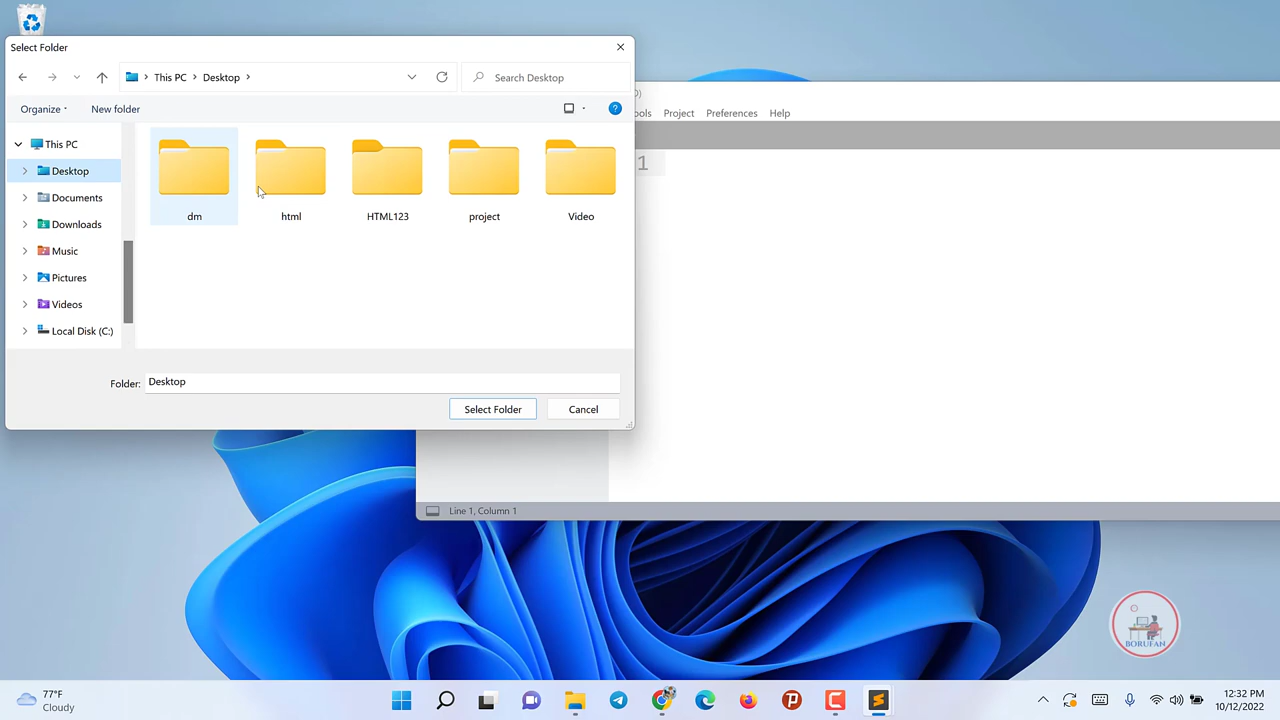 Select Folder
This PC
Desktop
Search Desktop
Organize
New folder
This PC
Desktop
Documents
Downloads
Music
Pictures
Videos
Local Disk (C:)
dm
html
HTML123
project
Video
Folder:
Desktop
Select Folder
Cancel
Project
Preferences
Help
1
Line 1, Column 1
BORUFAN
77°F
Cloudy
12:32 PM
10/12/2022